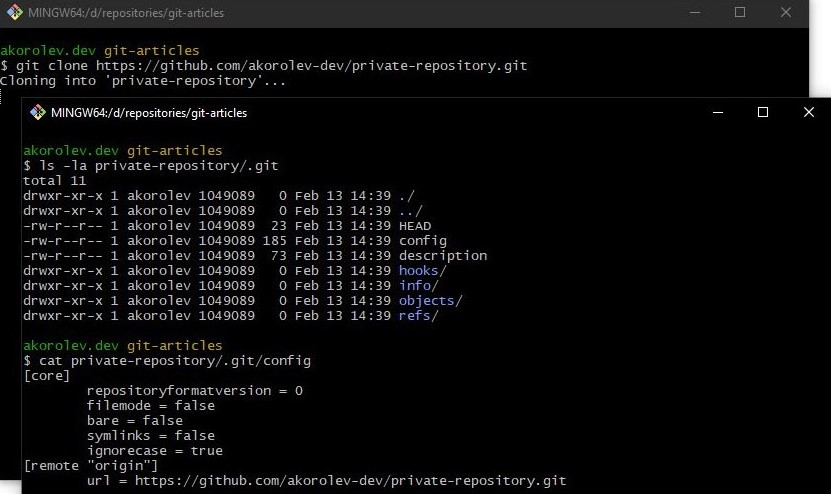 MINGW64:/d/repositories/git-articles
akorolev.dev git-articles
$ git clone https://github.com/akorolev-dev/private-repository.git
Cloning into 'private-repository'...
MINGW64:/d/repositories/git-articles
akorolev.dev git-articles
$ ls -la private-repository/.git
total 11
drwxr-xr-x 1 akorolev 1049089   0 Feb 13 14:39 ./
drwxr-xr-x 1 akorolev 1049089   0 Feb 13 14:39 ../
-rw-r--r-- 1 akorolev 1049089  23 Feb 13 14:39 HEAD
-rw-r--r-- 1 akorolev 1049089 185 Feb 13 14:39 config
-rw-r--r-- 1 akorolev 1049089  73 Feb 13 14:39 description
drwxr-xr-x 1 akorolev 1049089   0 Feb 13 14:39 hooks/
drwxr-xr-x 1 akorolev 1049089   0 Feb 13 14:39 info/
drwxr-xr-x 1 akorolev 1049089   0 Feb 13 14:39 objects/
drwxr-xr-x 1 akorolev 1049089   0 Feb 13 14:39 refs/
akorolev.dev git-articles
$ cat private-repository/.git/config
[core]
        repositoryformatversion = 0
        filemode = false
        bare = false
        symlinks = false
        ignorecase = true
[remote "origin"]
        url = https://github.com/akorolev-dev/private-repository.git